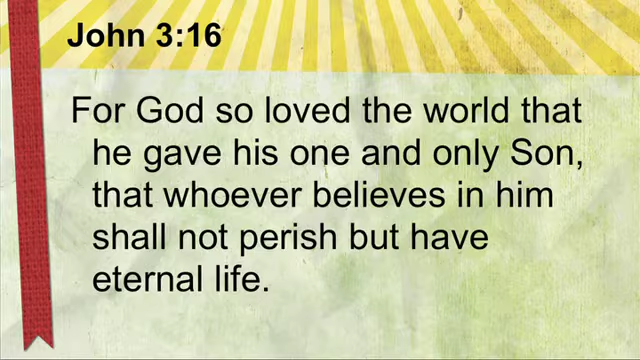 John 3:16
For God so loved the world that
he gave his one and only Son,
that whoever believes in him
shall not perish but have
eternal life.